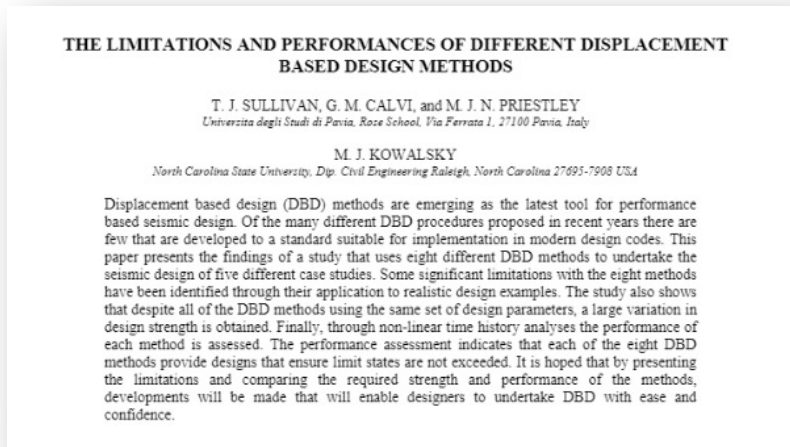 THE LIMITATIONS AND PERFORMANCES OF DIFFERENT DISPLACEMENT
BASED DESIGN METHODS
T. J. SULLIVAN, G. M. CALVI, and M. J. N. PRIESTLEY
Universita degli Studi di Pavia, Rose School, Via Ferrata 1, 27100 Pavia, Italy
M. J. KOWALSKY
North Carolina State University, Dip. Civil Engineering Raleigh, North Carolina 27695-7908 USA
Displacement based design (DBD) methods are emerging as the latest tool for performance
based seismic design. Of the many different DBD procedures proposed in recent years there are
few that are developed to a standard suitable for implementation in modern design codes. This
paper presents the findings of a study that uses eight different DBD methods to undertake the
seismic design of five different case studies. Some significant limitations with the eight methods
have been identified through their application to realistic design examples. The study also shows
that despite all of the DBD methods using the same set of design parameters, a large variation in
design strength is obtained. Finally, through non-linear time history analyses the performance of
each method is assessed. The performance assessment indicates that each of the eight DBD
methods provide designs that ensure limit states are not exceeded. It is hoped that by presenting
the limitations and comparing the required strength and performance of the methods,
developments will be made that will enable designers to undertake DBD with ease and
confidence.